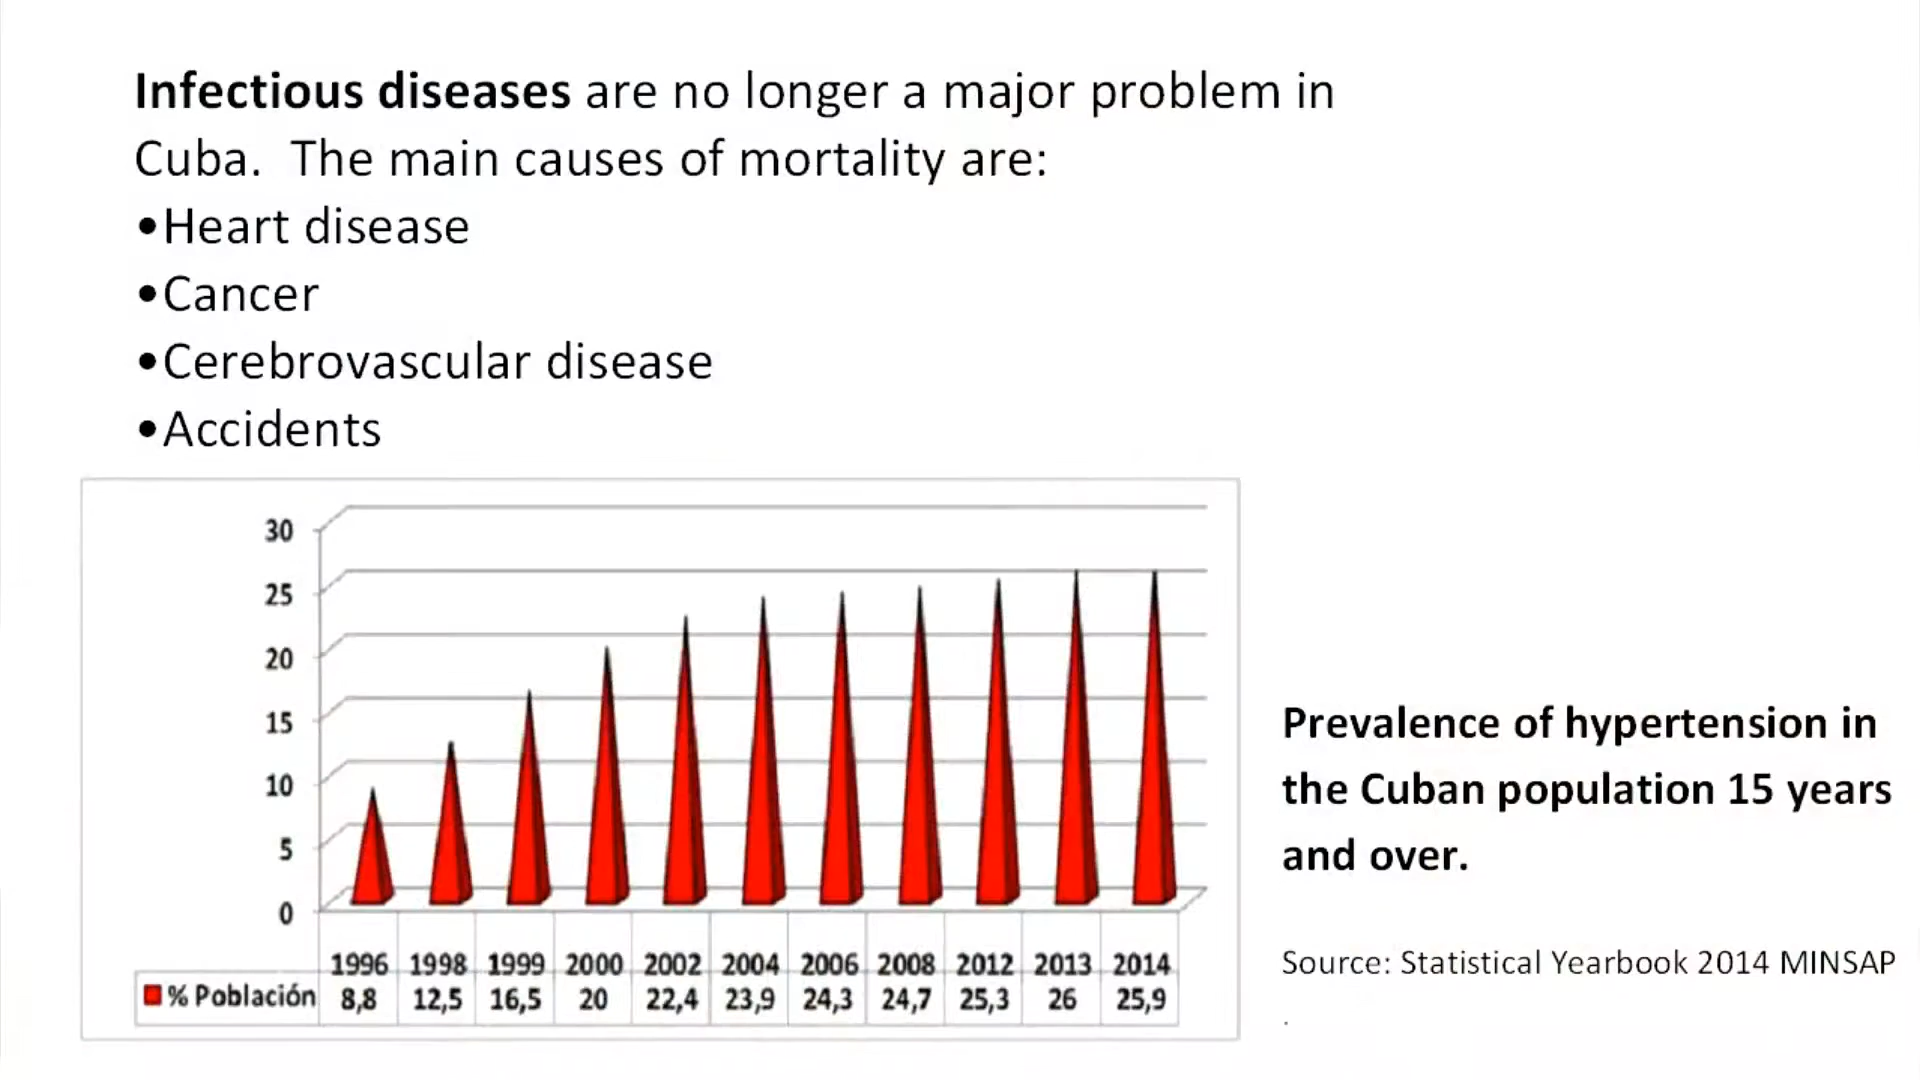 Infectious diseases are no longer a major problem in
Cuba.  The main causes of mortality are:
•Heart disease
•Cancer
•Cerebrovascular disease
•Accidents
30
25
20
15
10
5
0
1996 1998 1999 2000 2002 2004 2006 2008 2012 2013 2014
% Población 8,8 12,5 16,5 20 22,4 23,9 24,3 24,7 25,3 26 25,9
Prevalence of hypertension in
the Cuban population 15 years
and over.
Source: Statistical Yearbook 2014 MINSAP
.